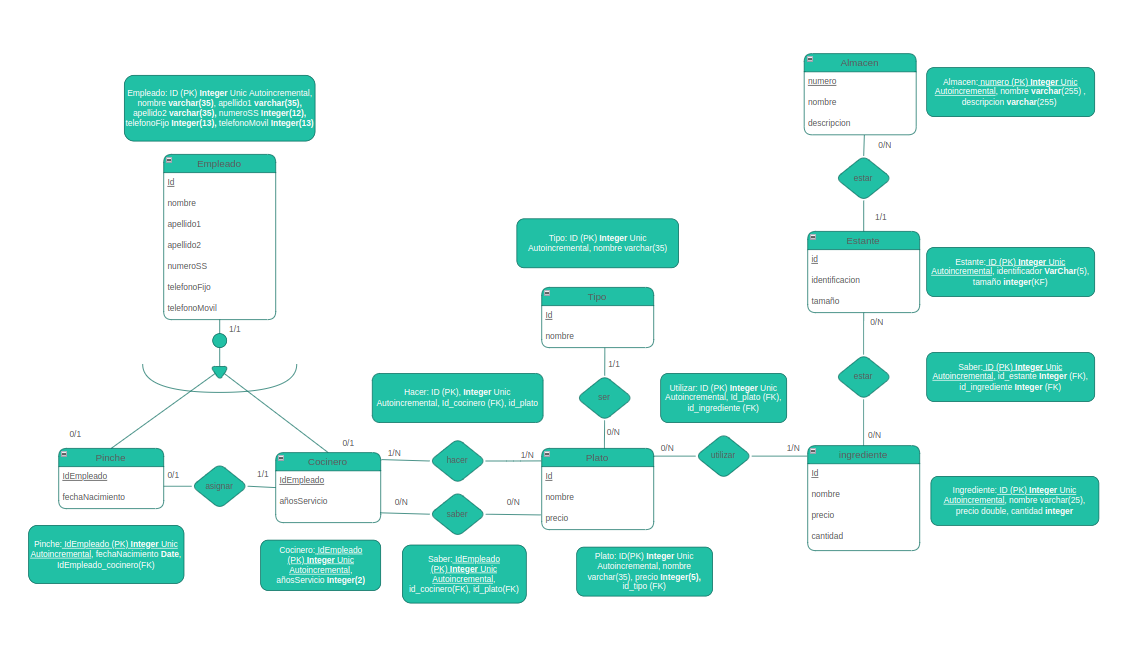 Empleado: ID (PK) Integer Unic Autoincremental,
nombre varchar(35), apellido1 varchar(35),
apellido2 varchar(35), numeroSS Integer(12),
telefonoFijo Integer(13), telefonoMovil Integer(13)
Empleado
Id
nombre
apellido1
apellido2
numeroSS
telefonoFijo
telefonoMovil
1/1
0/1
0/1
Pinche
IdEmpleado
fechaNacimiento
0/1
asignar
1/1
Cocinero
IdEmpleado
añosServicio
Pinche: IdEmpleado (PK) Integer Unic
Autoincremental, fechaNacimiento Date,
IdEmpleado_cocinero(FK)
Cocinero: IdEmpleado
(PK) Integer Unic
Autoincremental,
añosServicio Integer(2)
Hacer: ID (PK), Integer Unic
Autoincremental, Id_cocinero (FK), id_plato
1/N
hacer
1/N
0/N
saber
0/N
Saber: IdEmpleado
(PK) Integer Unic
Autoincremental,
id_cocinero(FK), id_plato(FK)
Tipo: ID (PK) Integer Unic
Autoincremental, nombre varchar(35)
Tipo
Id
nombre
1/1
ser
0/N
Plato
Id
nombre
precio
Plato: ID(PK) Integer Unic
Autoincremental, nombre
varchar(35), precio Integer(5),
id_tipo (FK)
Utilizar: ID (PK) Integer Unic
Autoincremental, Id_plato (FK),
id_ingrediente (FK)
0/N
utilizar
1/N
Almacen
numero
nombre
descripcion
Almacen: numero (PK) Integer Unic
Autoincremental, nombre varchar(255) ,
descripcion varchar(255)
0/N
estar
1/1
Estante
id
identificacion
tamaño
Estante: ID (PK) Integer Unic
Autoincremental, identificador VarChar(5),
tamaño integer(KF)
0/N
estar
0/N
Saber: ID (PK) Integer Unic
Autoincremental, id_estante Integer (FK),
id_ingrediente Integer (FK)
ingrediente
Id
nombre
precio
cantidad
Ingrediente: ID (PK) Integer Unic
Autoincremental, nombre varchar(25),
precio double, cantidad integer